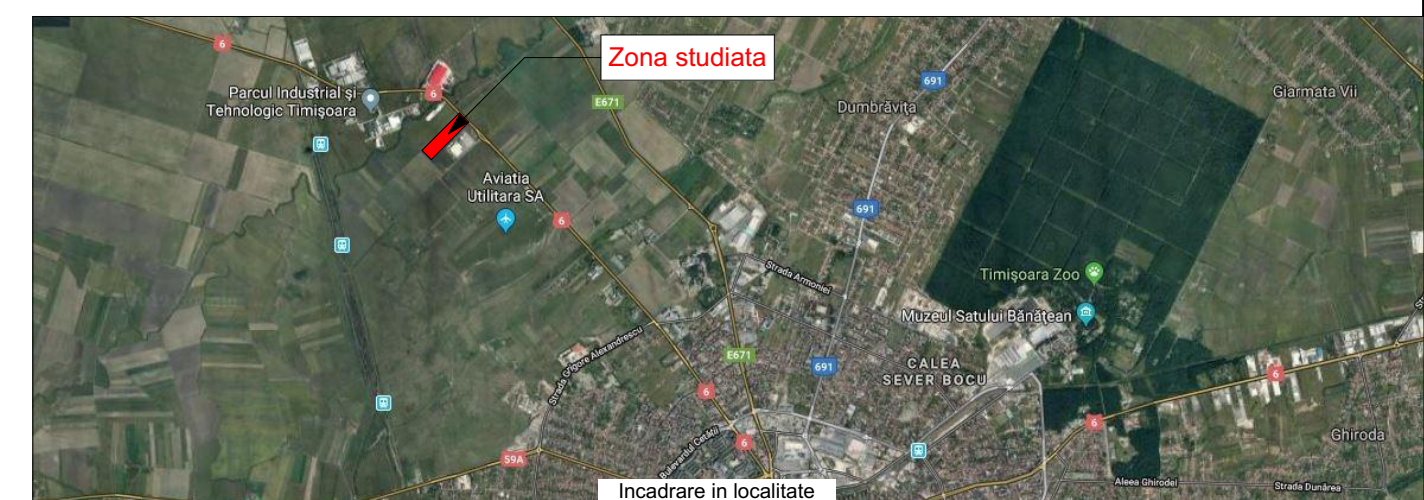 6
Zona studiata
Parcul Industrial și
Tehnologic Timișoara
6
E671
691
Dumbrăvița
Giarmata Vii
Aviatia
Utilitara SA
6
691
Strada Armoniei
Timișoara Zoo
Muzeul Satului Bănățean
Strada Grigore Alexandrescu
E671
691
CALEA
SEVER BOCU
6
6
Bulevardul Cetății
6
6
59A
Ghiroda
Aleea Ghirodei
Strada Dunărea
Incadrare in localitate